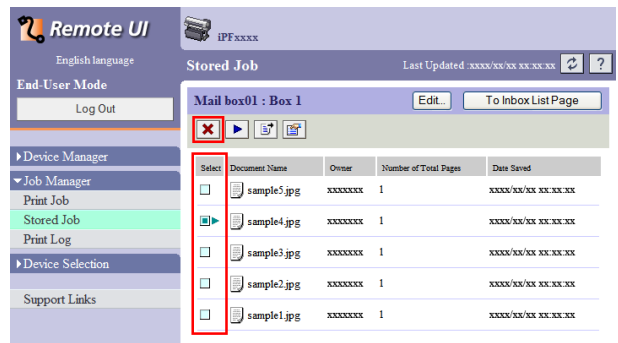 Remote UI
iPFxxxx
English language
Stored Job
Last Updated :xxxx/xx/xx xx:xx:xx
?
End-User Mode
Log Out
Mail box01 : Box 1
Edit...
To Inbox List Page
Device Manager
Job Manager
Print Job
Stored Job
Print Log
Device Selection
Support Links
Select Document Name Owner Number of Total Pages Date Saved
sample5.jpg xxxxxxx 1 xxxx/xx/xx xx:xx:xx
sample4.jpg xxxxxxx 1 xxxx/xx/xx xx:xx:xx
sample3.jpg xxxxxxx 1 xxxx/xx/xx xx:xx:xx
sample2.jpg xxxxxxx 1 xxxx/xx/xx xx:xx:xx
sample1.jpg xxxxxxx 1 xxxx/xx/xx xx:xx:xx